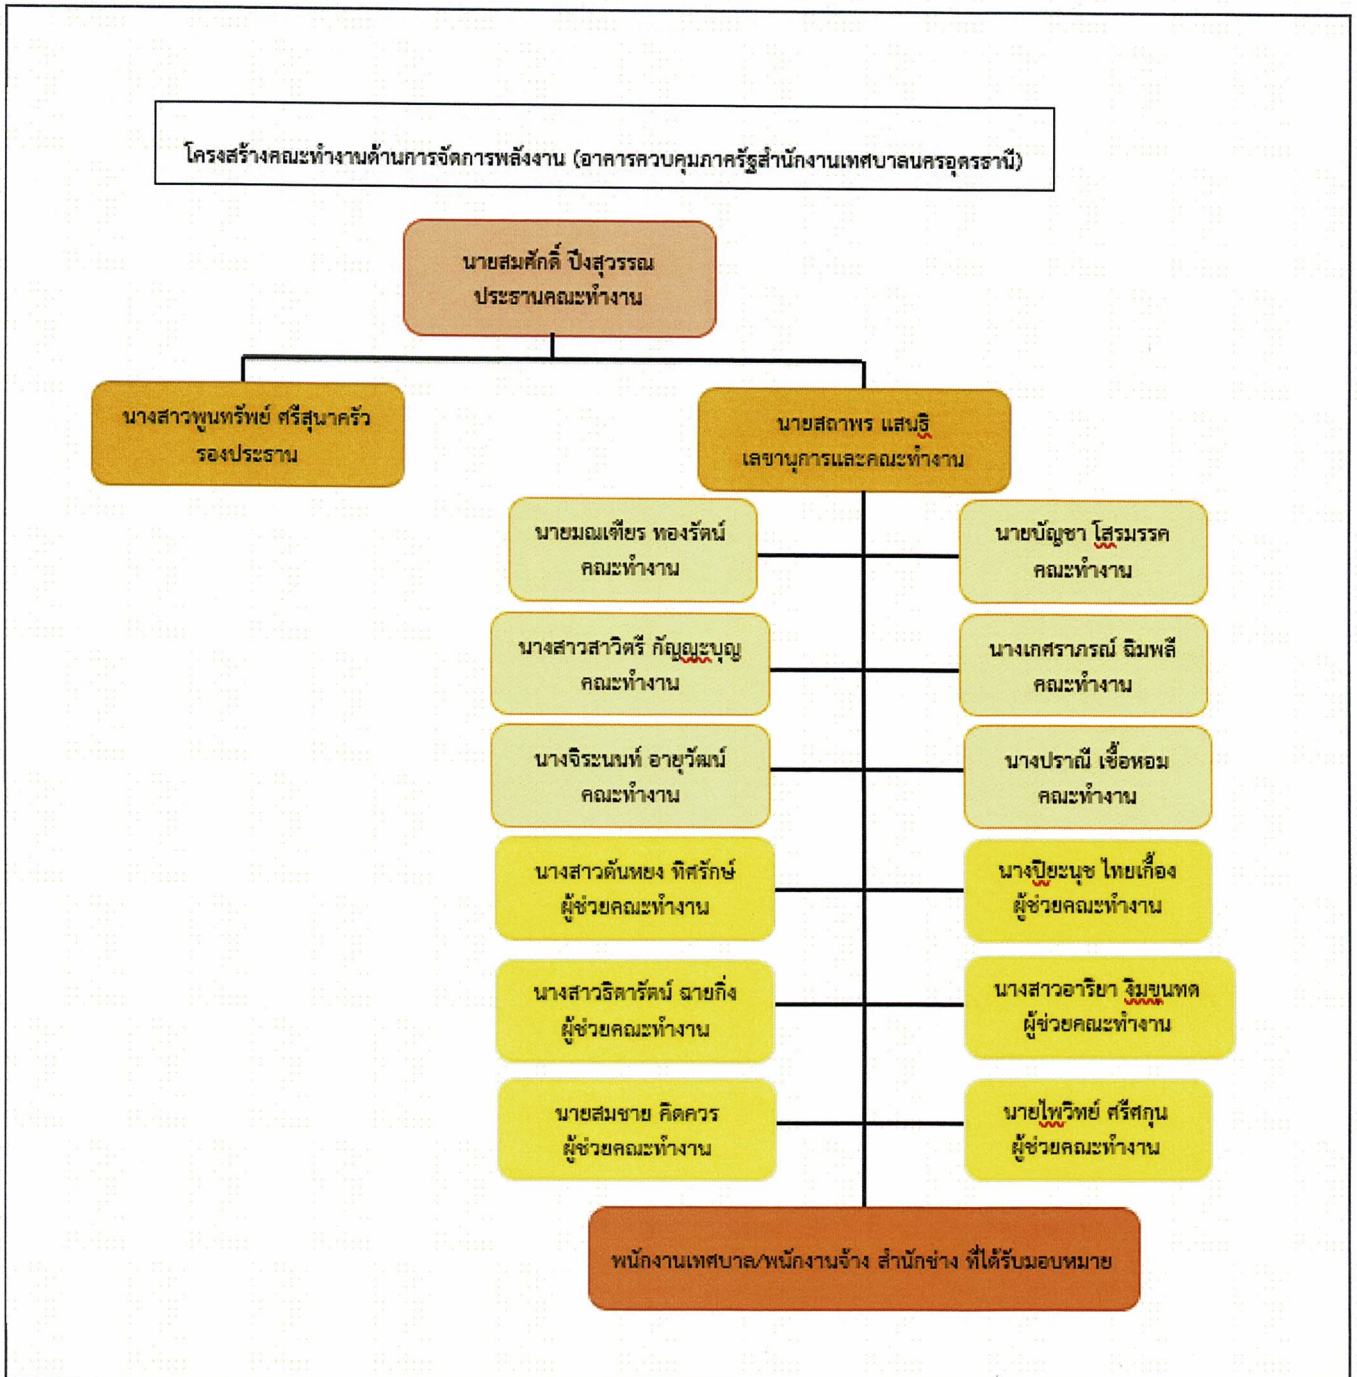 โครงสร้างคณะทำงานด้านการจัดการพลังงาน (อาคารควบคุมภาครัฐสำนักงานเทศบาลนครอุดรธานี)
นายสมศักดิ์ ปึงสุวรรณ
ประธานคณะทำงาน
นางสาวพูนทรัพย์ ศรีสุนาครัว
รองประธาน
นายสถาพร แสนธิ
เลขานุการและคณะทำงาน
นายมณเฑียร ทองรัตน์
คณะทำงาน
นายบัญชา โสรมรรค
คณะทำงาน
นางสาวสาวิตรี กัญญะบุญ
คณะทำงาน
นางเกศราภรณ์ ฉิมพลี
คณะทำงาน
นางจิระนนท์ อายุวัฒน์
คณะทำงาน
นางปราณี เชื้อหอม
คณะทำงาน
นางสาวตันหยง ทิศรักษ์
ผู้ช่วยคณะทำงาน
นางปิยะนุช ไทยเกื้อง
ผู้ช่วยคณะทำงาน
นางสาวธิดารัตน์ ฉายกิ่ง
ผู้ช่วยคณะทำงาน
นางสาวอาริยา งิมขุนทด
ผู้ช่วยคณะทำงาน
นายสมชาย คิดควร
ผู้ช่วยคณะทำงาน
นายไพวิทย์ ศรีศกุน
ผู้ช่วยคณะทำงาน
พนักงานเทศบาล/พนักงานจ้าง สำนักช่าง ที่ได้รับมอบหมาย